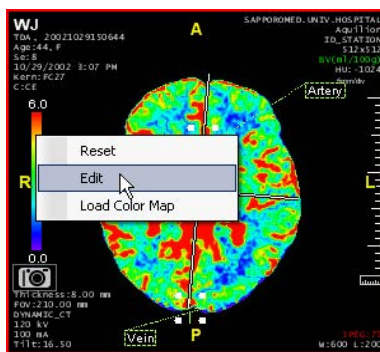 WJ
TDA, 20021029150644
Age:44, F
Se:8
10/29/2002 3:07 PM
Kern:FC27
C:CE
A
SAPPOROMED.UNIV.HOSPITAL
Aquilion
ID_STATION
512x512
BV(ml/100g)
HU: -1024
Artery
6.0
R
Reset
Edit
Load Color Map
L
0.0
Thickness:8.00 mm
FOV:210.00 mm
DYNAMIC_CT
120 kV
100 mA
Tilt:16.50
Vein
P
W:600 L:200